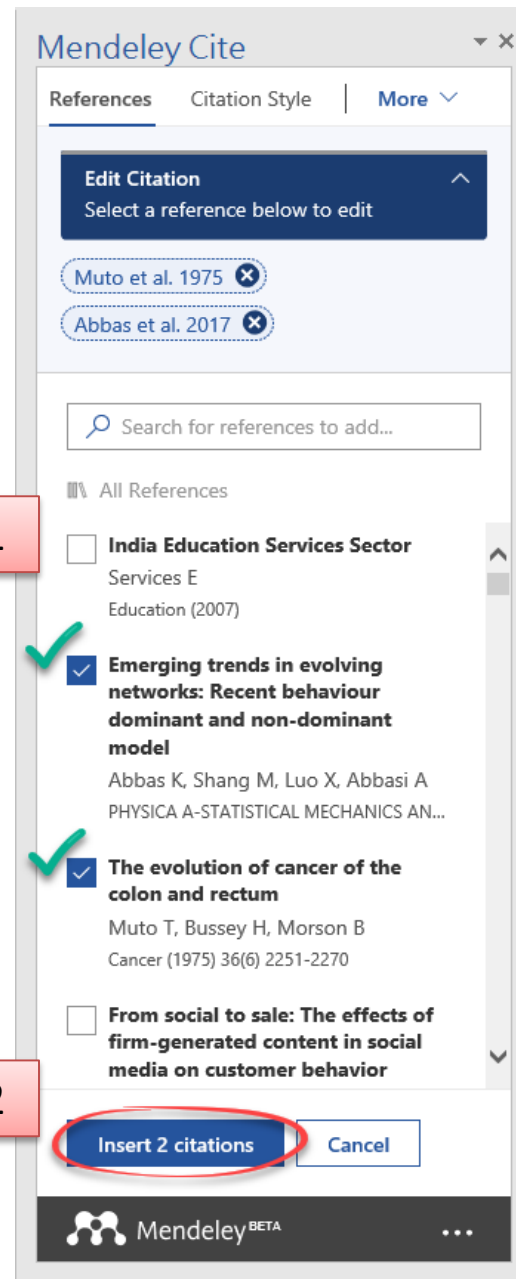 Mendeley Cite
References Citation Style | More
Edit Citation
Select a reference below to edit
Muto et al. 1975
Abbas et al. 2017
Search for references to add...
All References
India Education Services Sector
Services E
Education (2007)
Emerging trends in evolving
networks: Recent behaviour
dominant and non-dominant
model
Abbas K, Shang M, Luo X, Abbasi A
PHYSICA A-STATISTICAL MECHANICS AN...
The evolution of cancer of the
colon and rectum
Muto T, Bussey H, Morson B
Cancer (1975) 36(6) 2251-2270
From social to sale: The effects of
firm-generated content in social
media on customer behavior
2
Insert 2 citations Cancel
Mendeley BETA